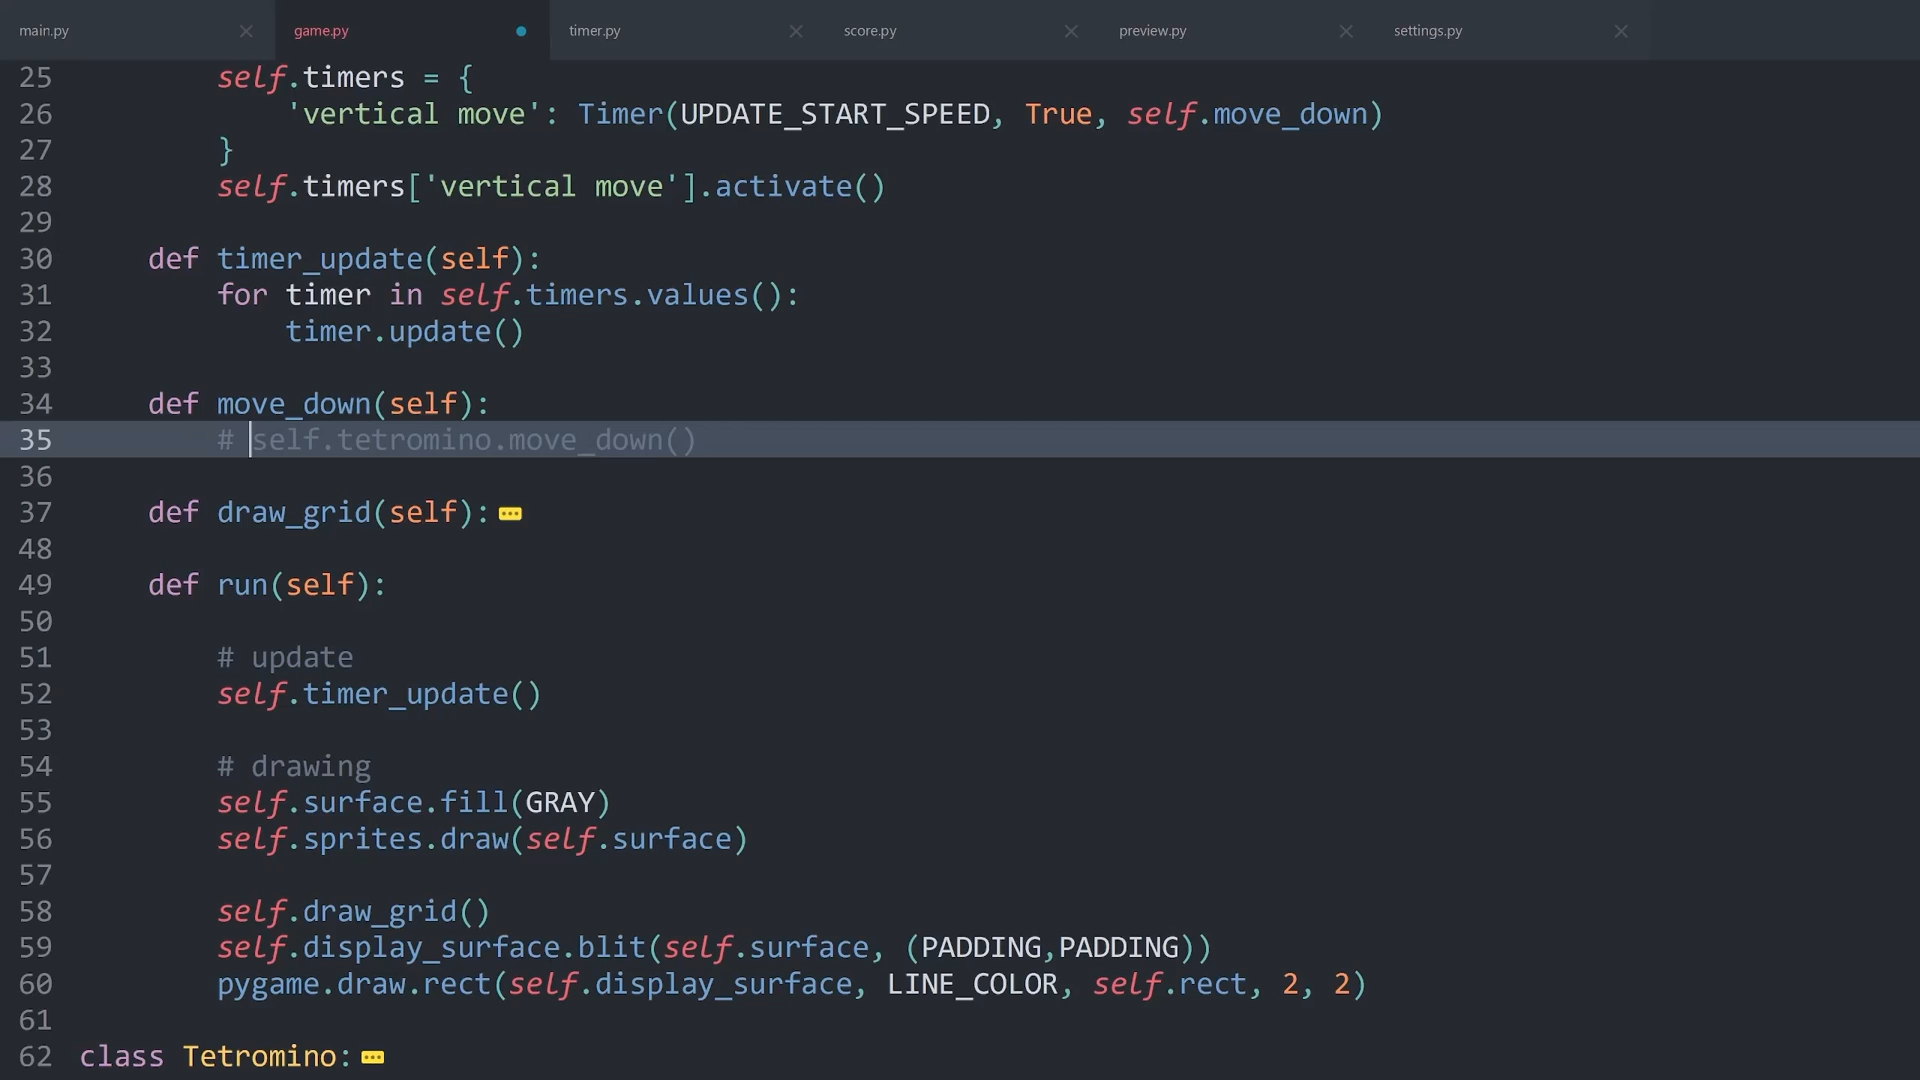 main.py
game.py
timer.py
score.py
preview.py
settings.py
25 self.timers = {
26 'vertical move': Timer(UPDATE_START_SPEED, True, self.move_down)
27 }
28 self.timers['vertical move'].activate()
29
30 def timer_update(self):
31 for timer in self.timers.values():
32 timer.update()
33
34 def move_down(self):
35 # self.tetromino.move_down()
36
37 def draw_grid(self):
48
49 def run(self):
50
51 # update
52 self.timer_update()
53
54 # drawing
55 self.surface.fill(GRAY)
56 self.sprites.draw(self.surface)
57
58 self.draw_grid()
59 self.display_surface.blit(self.surface, (PADDING,PADDING))
60 pygame.draw.rect(self.display_surface, LINE_COLOR, self.rect, 2, 2)
61
62 class Tetromino: